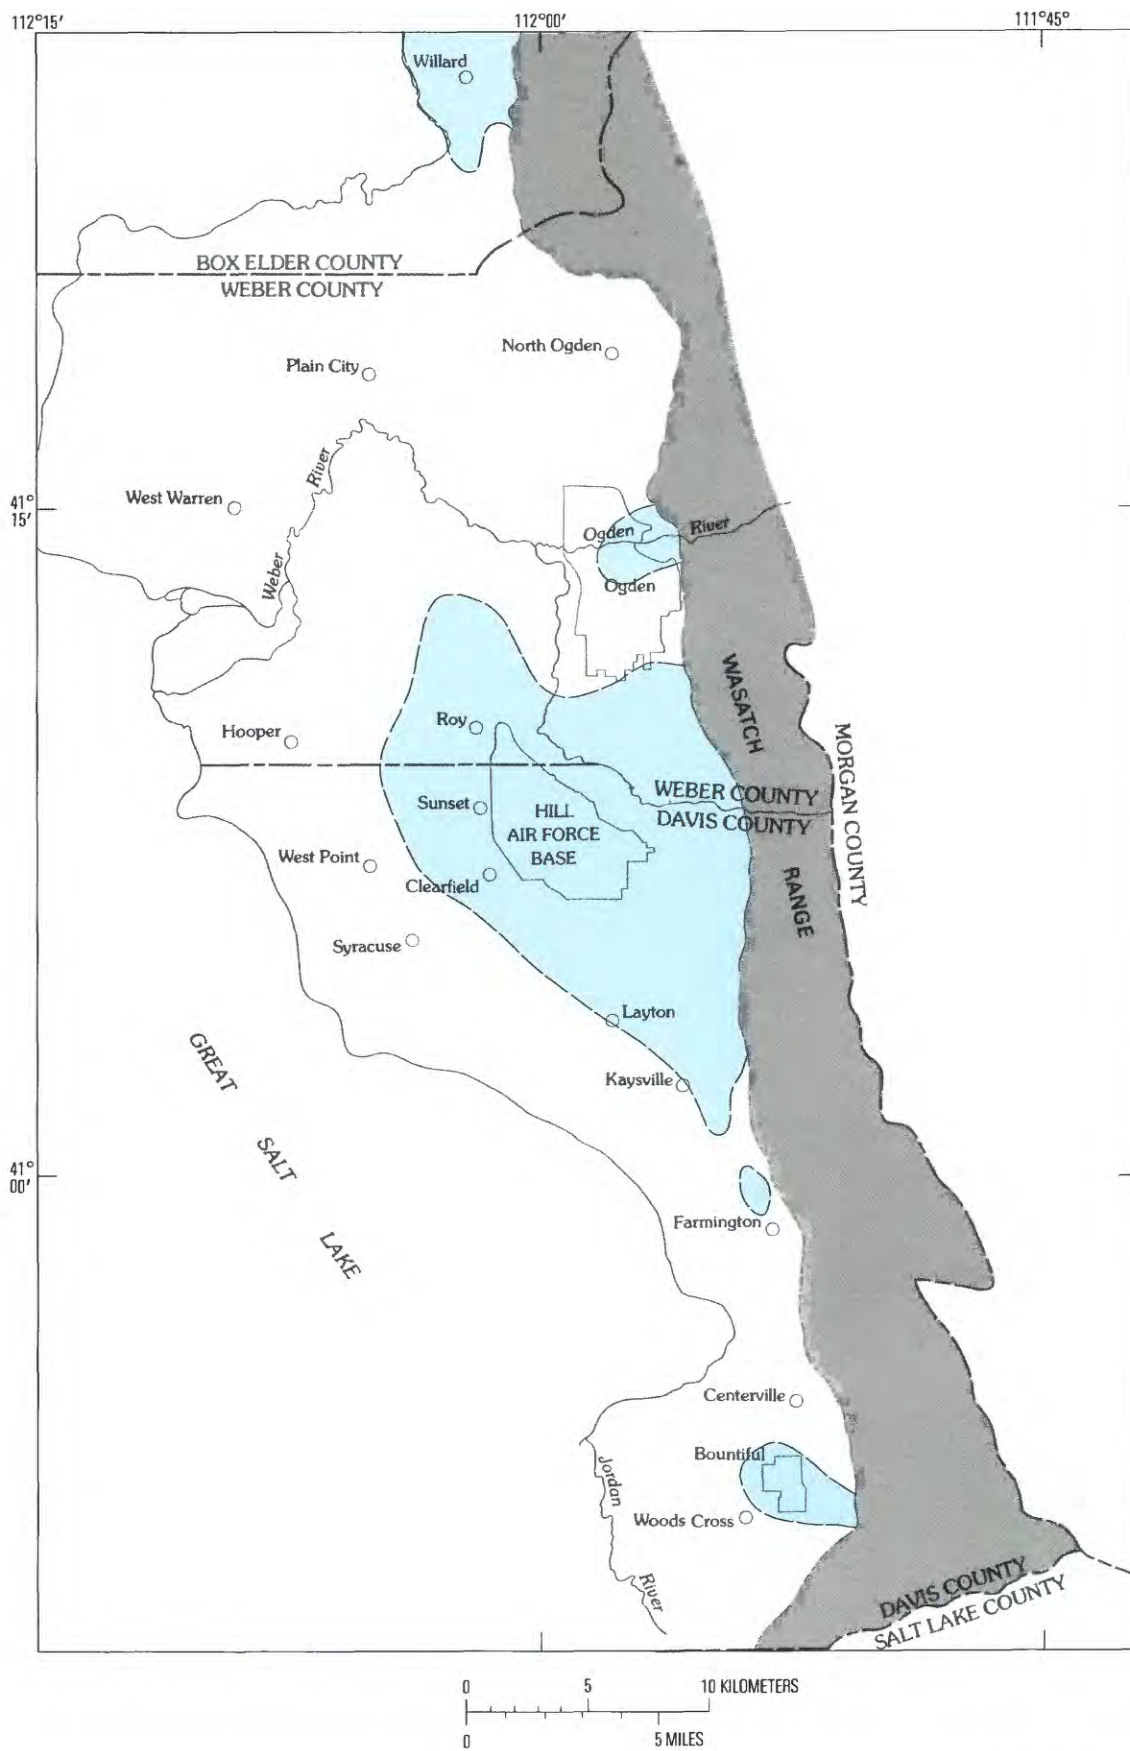 112°15′ 112°00′ 111°45°
Willard
BOX ELDER COUNTY
WEBER COUNTY
North Ogden
Plain City
West Warren
Weber River
41°
15′
Ogden River
Ogden
WASATCH RANGE
Roy
Hooper
MORGAN COUNTY
WEBER COUNTY
DAVIS COUNTY
Sunset
HILL
AIR FORCE
BASE
West Point
Clearfield
Syracuse
Layton
GREAT SALT LAKE
Kaysville
41°
00′
Farmington
Centerville
Bountiful
Jordan River
Woods Cross
DAVIS COUNTY
SALT LAKE COUNTY
0 5 10 KILOMETERS
0 5 MILES